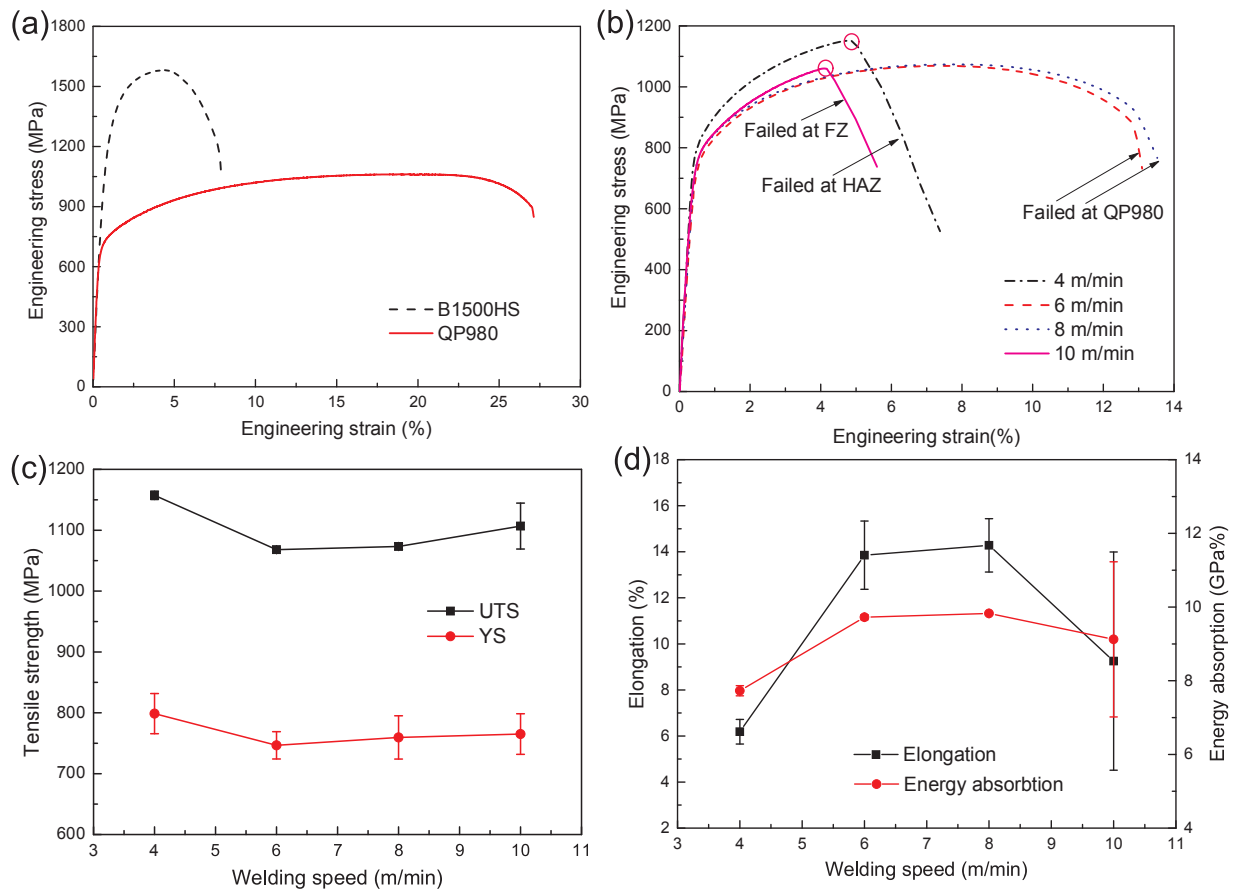 (a)
1800
1500
1200
900
600
300
0
Engineering stress (MPa)
B1500HS
QP980
0 5 10 15 20 25 30
Engineering strain (%)
(b)
1200
1000
800
600
400
200
0
Engineering stress (MPa)
Failed at FZ
Failed at HAZ
Failed at QP980
4 m/min
6 m/min
8 m/min
10 m/min
0 2 4 6 8 10 12 14
Engineering strain(%)
(c)
1200
1100
1000
900
800
700
600
Tensile strength (MPa)
UTS
YS
3 4 5 6 7 8 9 10 11
Welding speed (m/min)
(d)
18
16
14
12
10
8
6
4
2
Elongation (%)
Elongation
Energy absorbtion
14
12
10
8
6
4
Energy absorption (GPa%)
3 4 5 6 7 8 9 10 11
Welding speed (m/min)